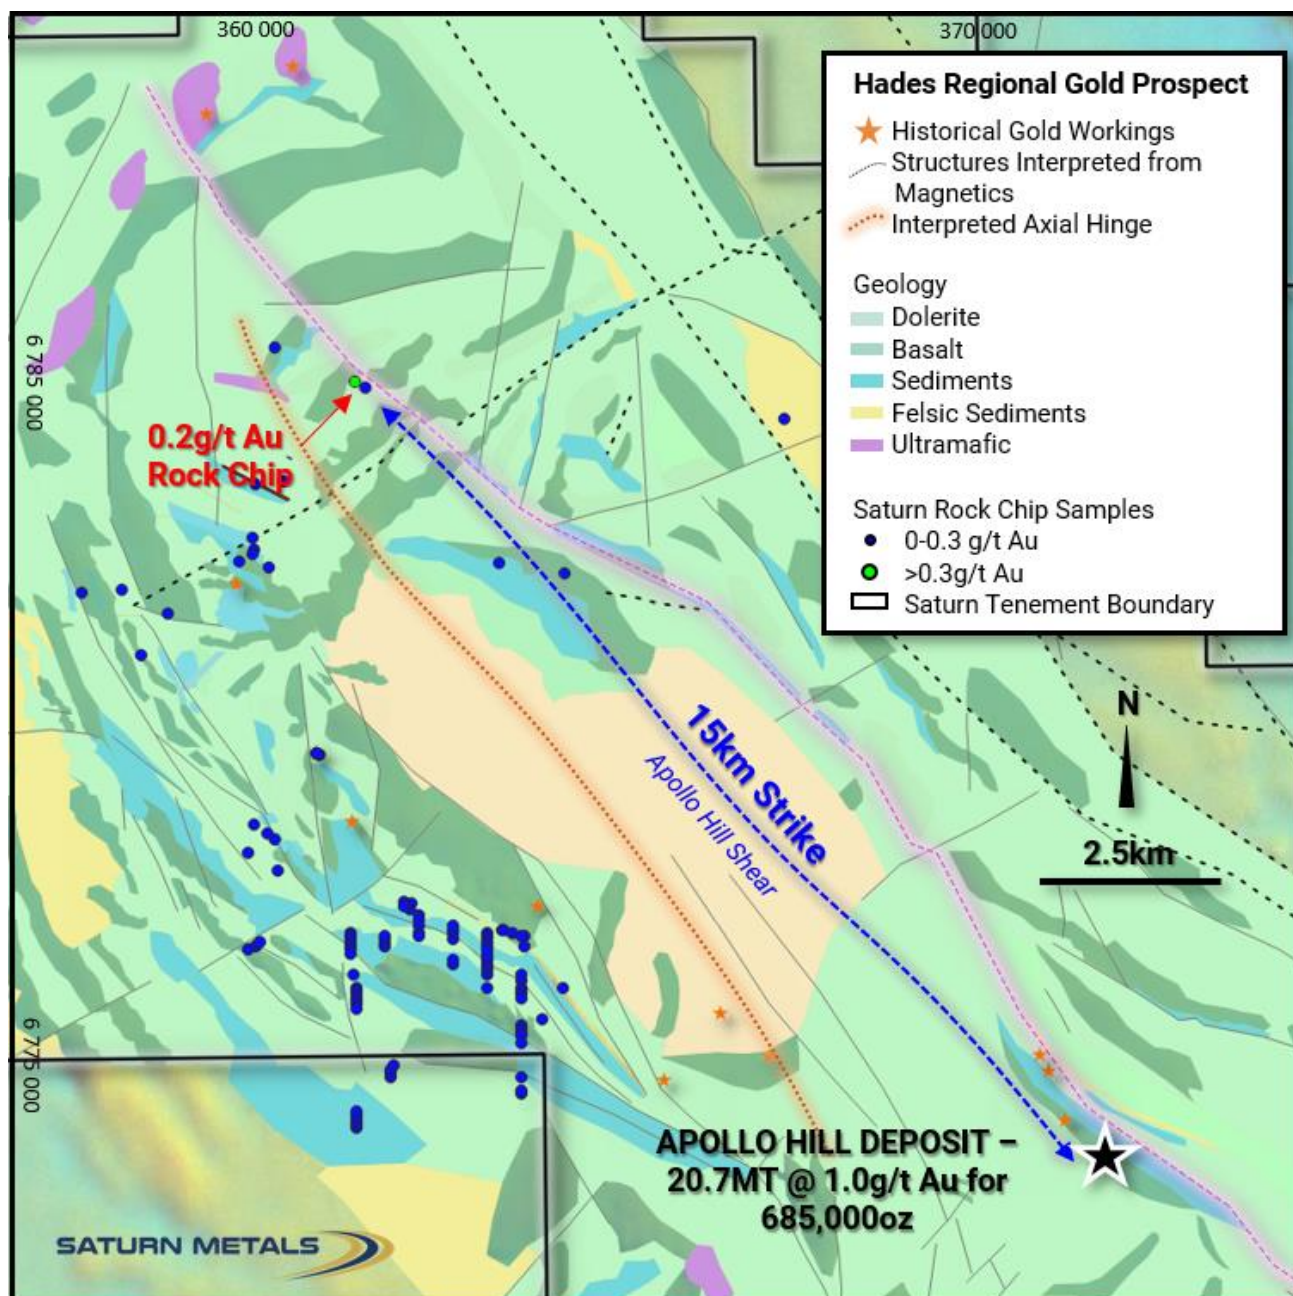 360 000
370 000
Hades Regional Gold Prospect
Historical Gold Workings
Structures Interpreted from
Magnetics
Interpreted Axial Hinge
Geology
Dolerite
Basalt
Sediments
Felsic Sediments
Ultramafic
Saturn Rock Chip Samples
0-0.3 g/t Au
>0.3g/t Au
Saturn Tenement Boundary
6 785 000
0.2g/t Au
Rock Chip
15km Strike
Apollo Hill Shear
N
2.5km
6 775 000
APOLLO HILL DEPOSIT –
20.7MT @ 1.0g/t Au for
685,000oz
SATURN METALS